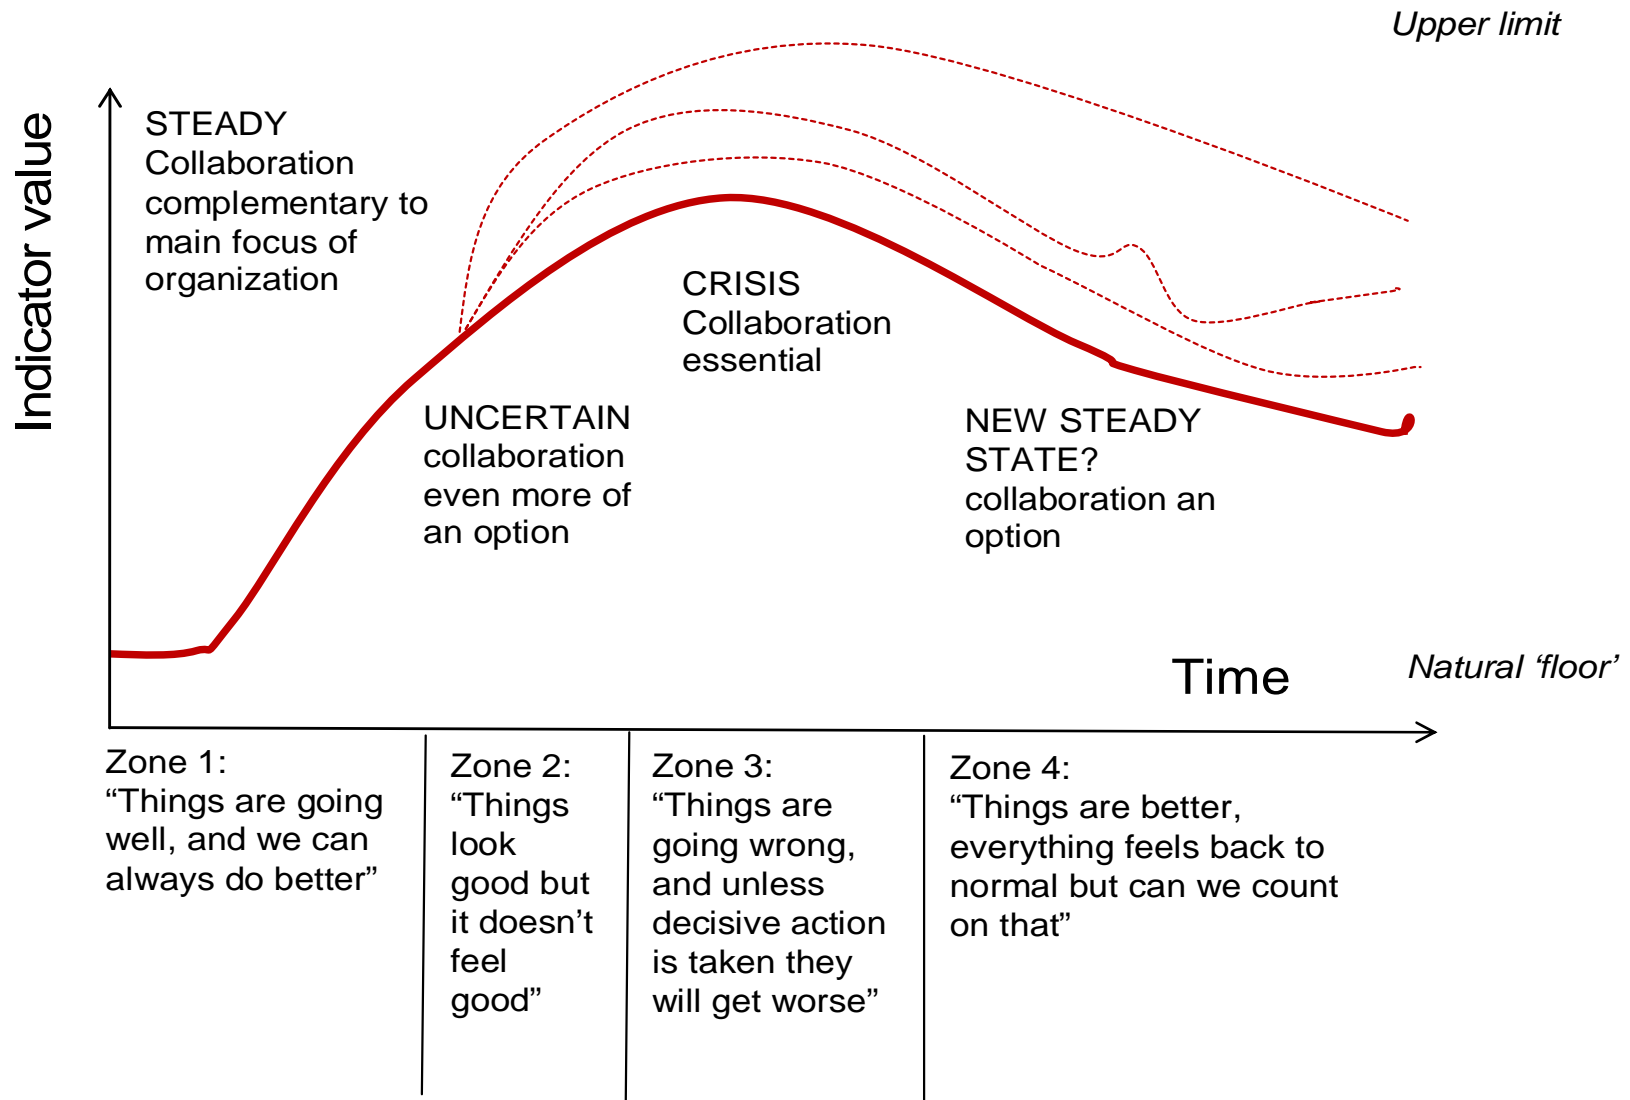 Upper limit
Indicator value
STEADY
Collaboration
complementary to
main focus of
organization
CRISIS
Collaboration
essential
UNCERTAIN
collaboration
even more of
an option
NEW STEADY
STATE?
collaboration an
option
Time
Natural ‘floor’
Zone 1:
“Things are going
well, and we can
always do better”
Zone 2:
“Things
look
good but
it doesn’t
feel
good”
Zone 3:
“Things are
going wrong,
and unless
decisive action
is taken they
will get worse”
Zone 4:
“Things are better,
everything feels back to
normal but can we count
on that”